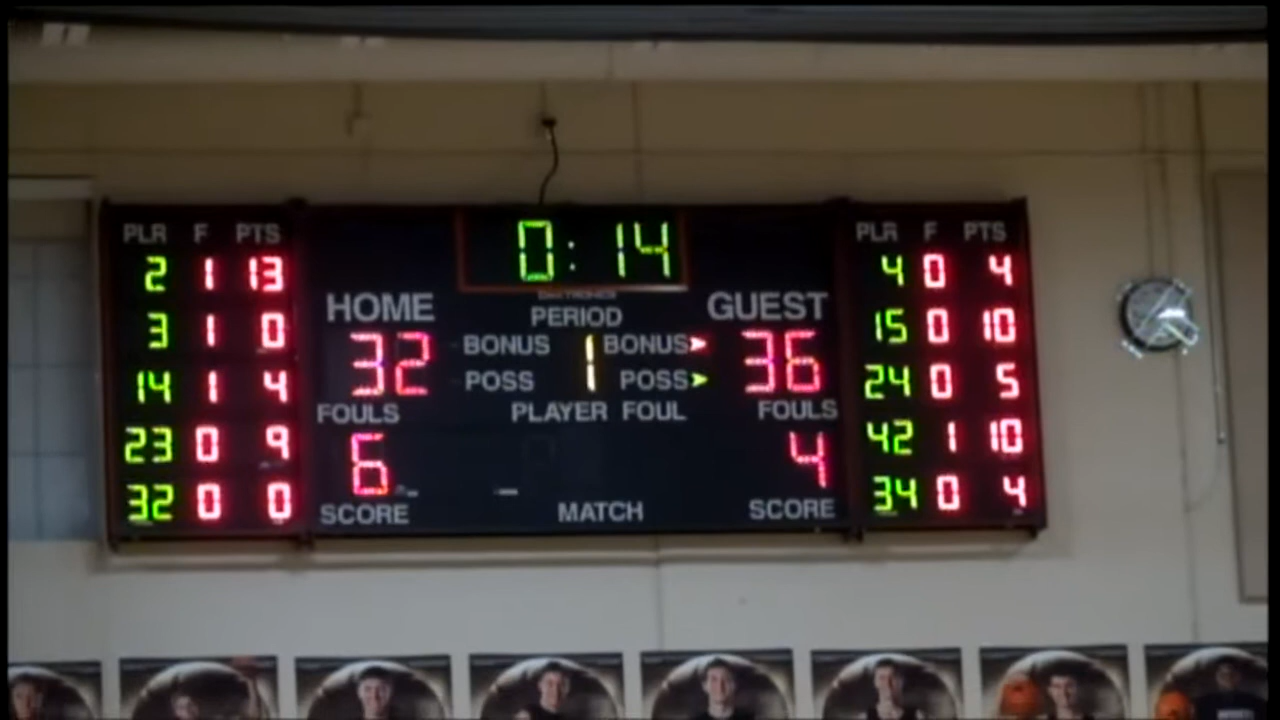 0:14
PLR F PTS
2 1 13
3 1 0
14 1 4
23 0 9
32 0 0
HOME
32
FOULS
6
SCORE
DAKTRONICS
PERIOD
BONUS 1 BONUS
POSS POSS
PLAYER FOUL
MATCH
GUEST
36
FOULS
4
SCORE
PLR F PTS
4 0 4
15 0 10
24 0 5
42 1 10
34 0 4